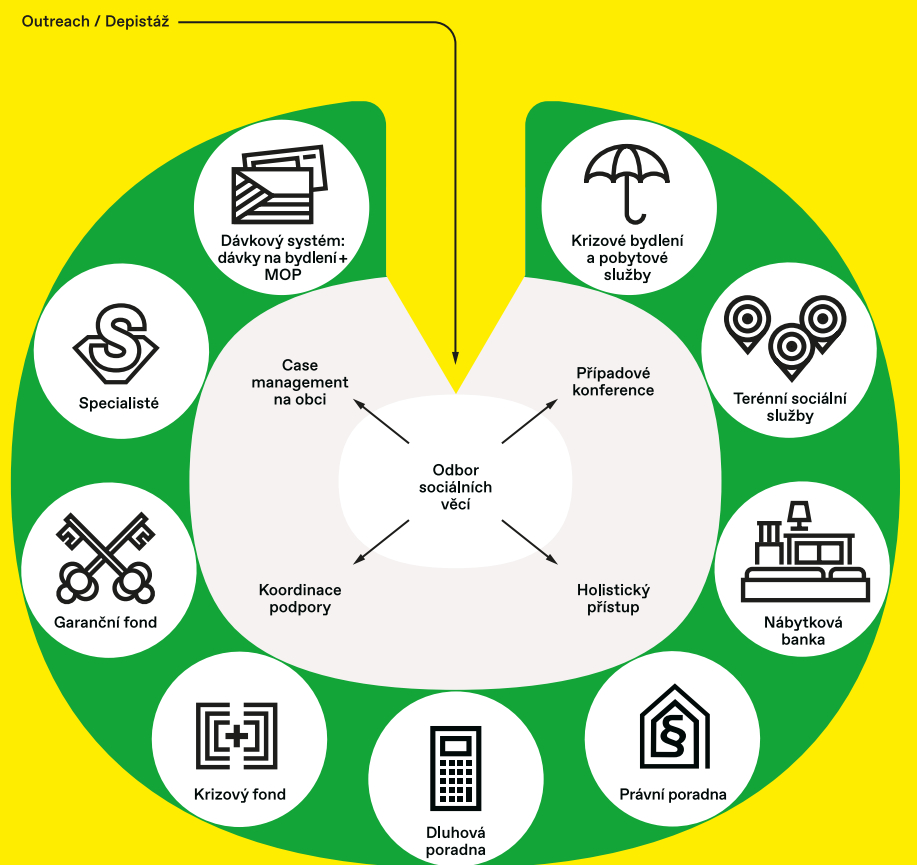 Outreach / Depistáž
Dávkový systém:
dávky na bydlení +
MOP
Krizové bydlení
a pobytové
služby
Specialisté
Terénní sociální
služby
Case
management
na obci
Případové
konference
Odbor
sociálních
věcí
Koordinace
podpory
Holistický
přístup
Garanční fond
Nábytková
banka
Krizový fond
Právní poradna
Dluhová
poradna